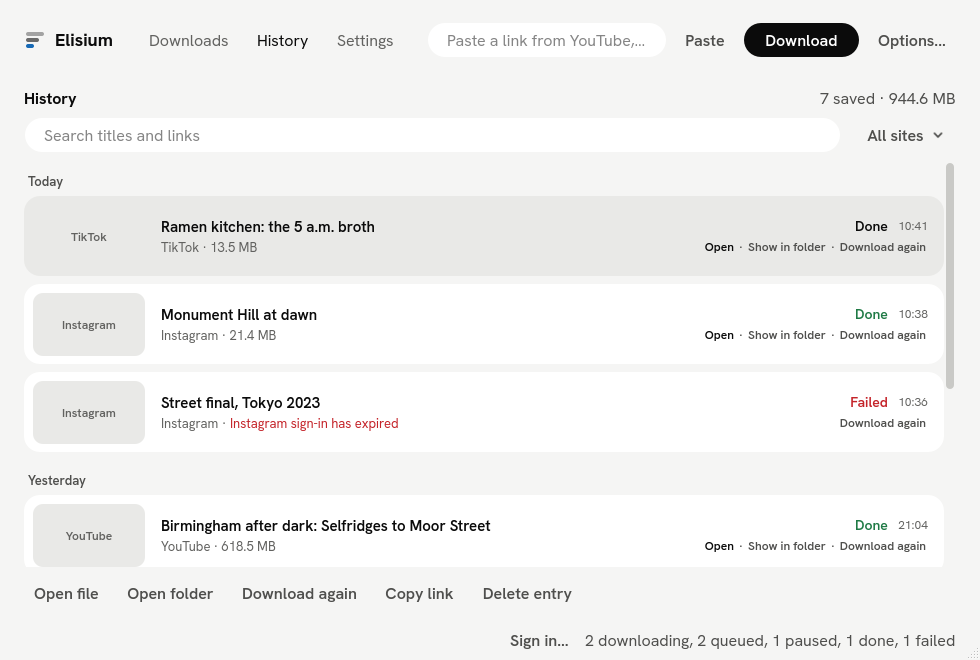 Elisium
Downloads
History
Settings
Paste a link from YouTube,...
Paste
Download
Options...
History
7 saved · 944.6 MB
Search titles and links
All sites
Today
TikTok
Ramen kitchen: the 5 a.m. broth
TikTok · 13.5 MB
Done 10:41
Open · Show in folder · Download again
Instagram
Monument Hill at dawn
Instagram · 21.4 MB
Done 10:38
Open · Show in folder · Download again
Instagram
Street final, Tokyo 2023
Instagram · Instagram sign-in has expired
Failed 10:36
Download again
Yesterday
YouTube
Birmingham after dark: Selfridges to Moor Street
YouTube · 618.5 MB
Done 21:04
Open · Show in folder · Download again
Open file
Open folder
Download again
Copy link
Delete entry
Sign in...
2 downloading, 2 queued, 1 paused, 1 done, 1 failed